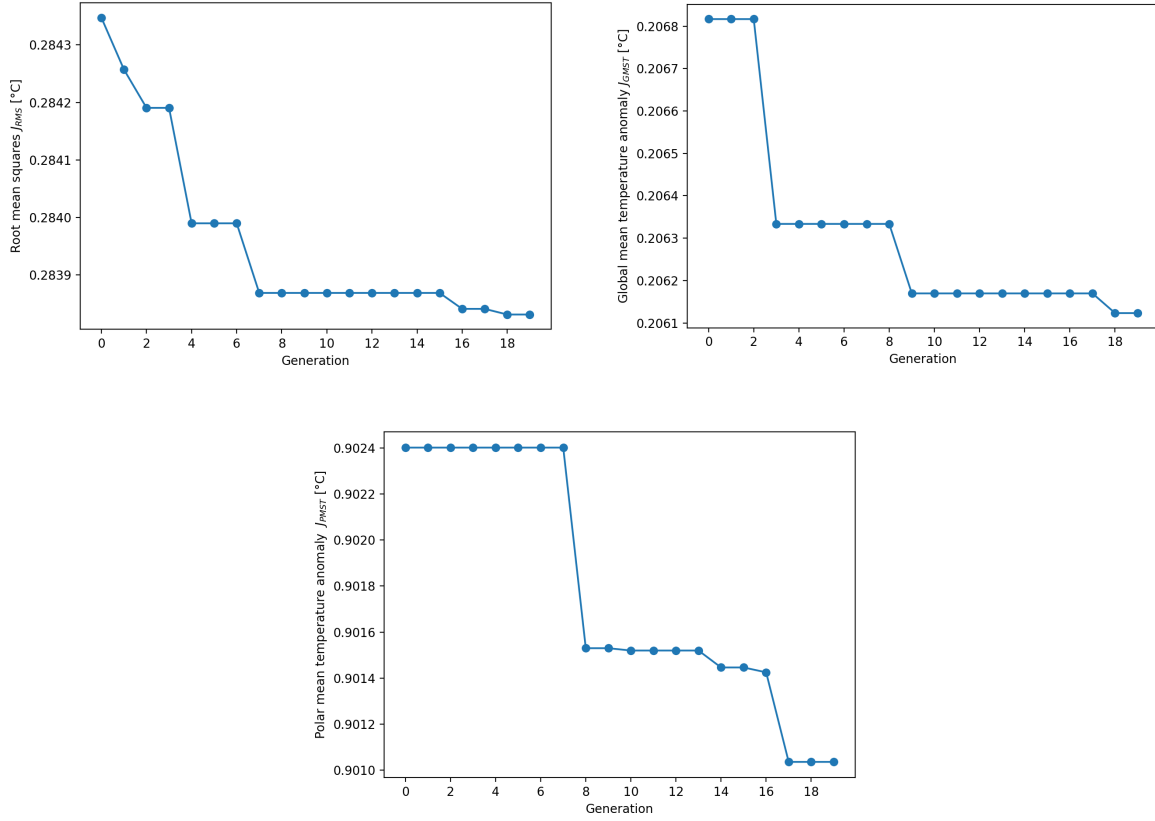 Root mean squares J_RMS [°C]
0.28443
0.2842
0.2841
0.2840
0.2839
0 2 4 6 8 10 12 14 16 18
Generation
Global mean temperature anomaly J_GMST [°C]
0.2068
0.2067
0.2066
0.2065
0.2064
0.2063
0.2062
0.2061
0 2 4 6 8 10 12 14 16 18
Generation
Polar mean temperature anomaly J_PMST [°C]
0.9024
0.9022
0.9020
0.9018
0.9016
0.9014
0.9012
0.9010
0 2 4 6 8 10 12 14 16 18
Generation